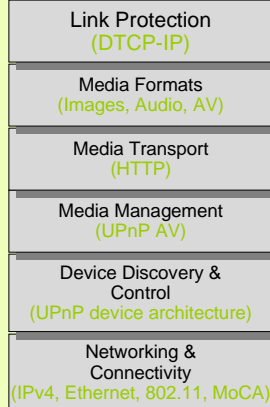 Link Protection
(DTCP-IP)
Media Formats
(Images, Audio, AV)
Media Transport
(HTTP)
Media Management
(UPnP AV)
Device Discovery &
Control
(UPnP device architecture)
Networking &
Connectivity
(IPv4, Ethernet, 802.11, MoCA)